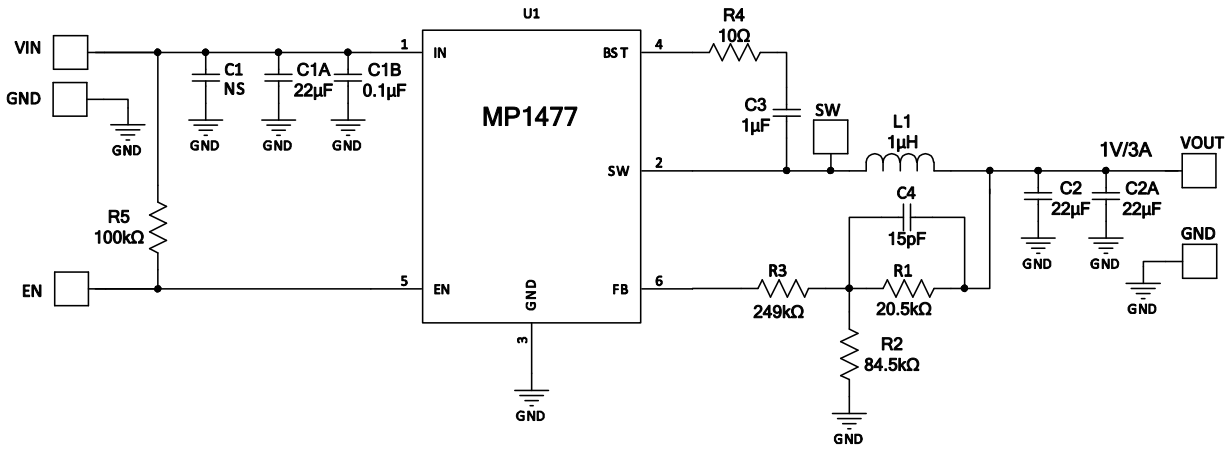 U1
VIN
GND
GND
C1
NS
GND
C1A
22µF
GND
C1B
0.1µF
GND
R5
100kΩ
EN
1
IN
5
EN
MP1477
GND
3
GND
BST
4
SW
2
FB
6
R4
10Ω
C3
1µF
SW
L1
1µH
1V/3A
VOUT
C4
15pF
C2
22µF
GND
C2A
22µF
GND
GND
GND
R3
249kΩ
R1
20.5kΩ
R2
84.5kΩ
GND